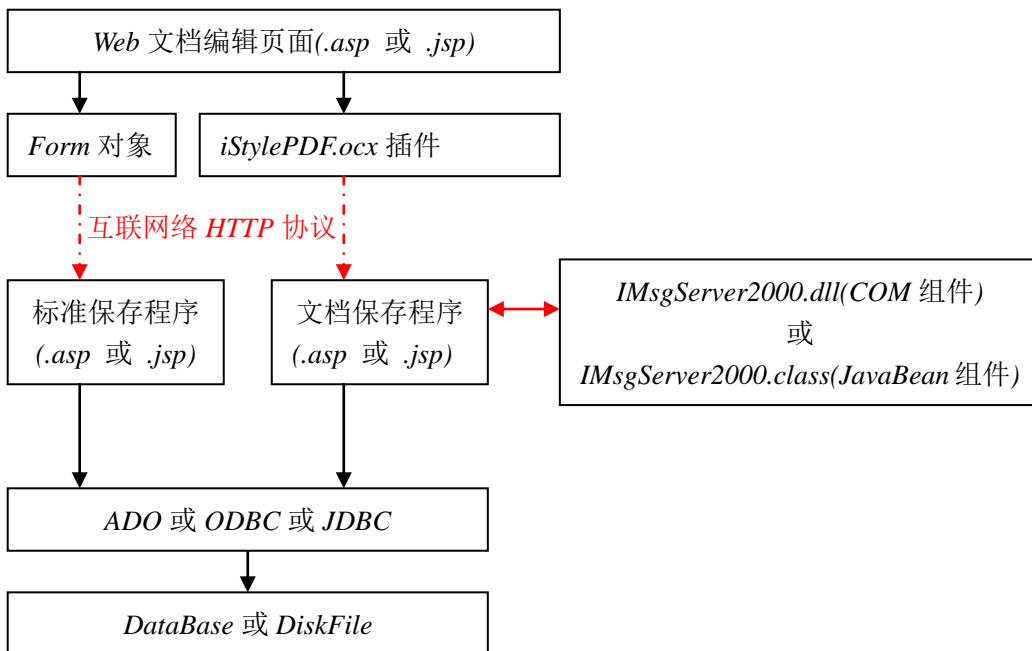 Web 文档编辑页面(.asp 或 .jsp)
Form 对象
iStylePDF.ocx 插件
互联网络 HTTP 协议
标准保存程序
(.asp 或 .jsp)
文档保存程序
(.asp 或 .jsp)
IMsgServer2000.dll(COM 组件)
或
IMsgServer2000.class(JavaBean 组件)
ADO 或 ODBC 或 JDBC
DataBase 或 DiskFile